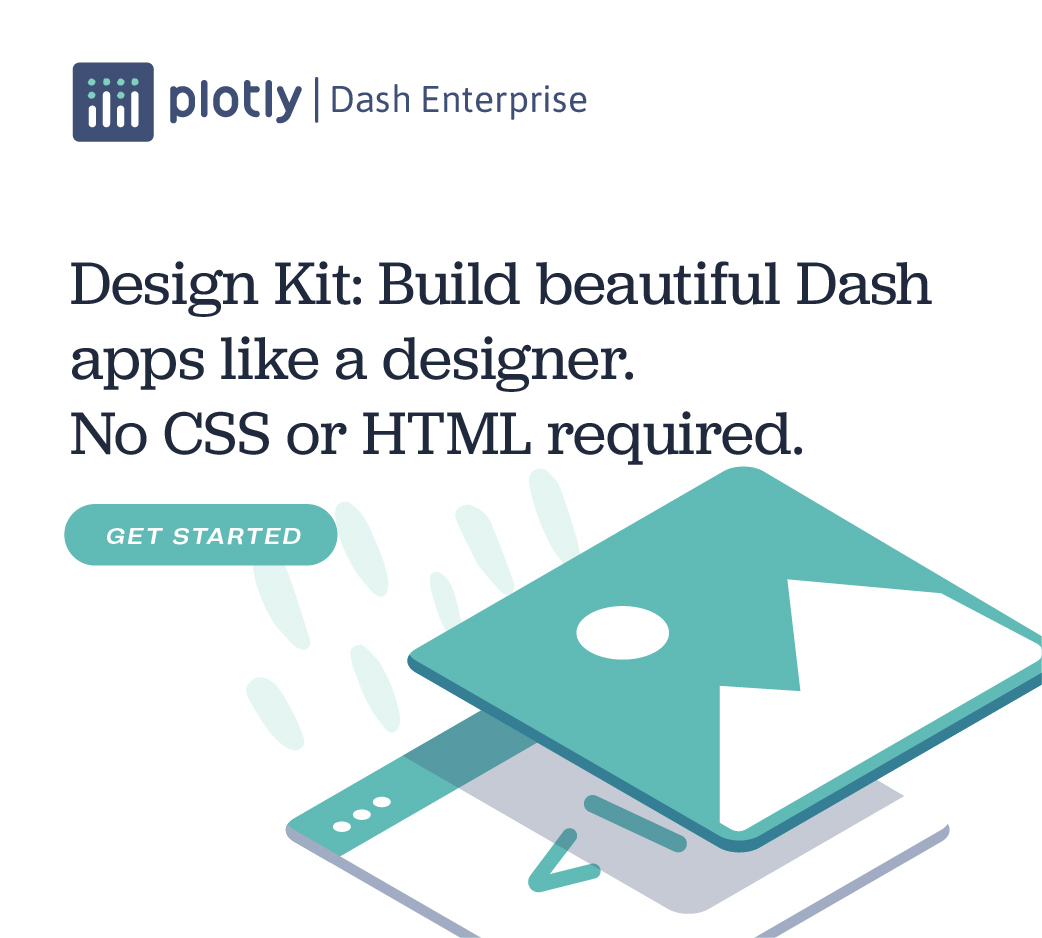 plotly | Dash Enterprise
Design Kit: Build beautiful Dash
apps like a designer.
No CSS or HTML required.
GET STARTED